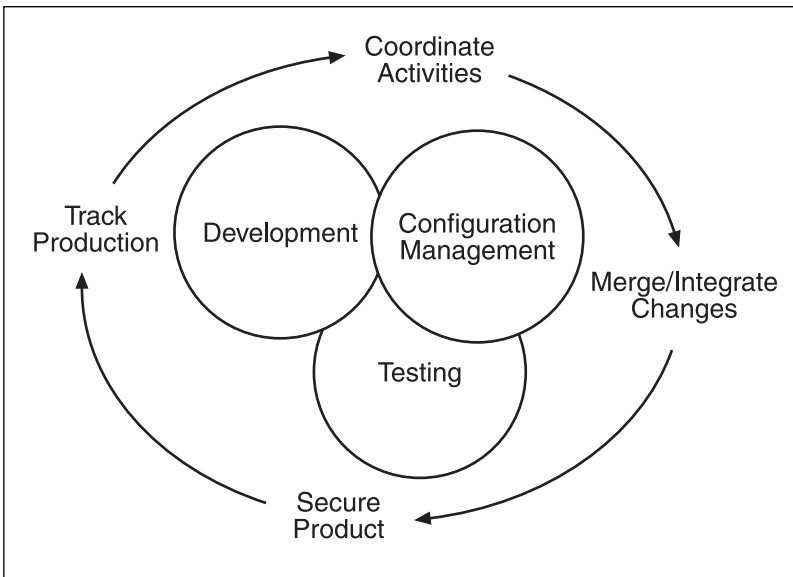 Coordinate
Activities
Track
Production
Development
Configuration
Management
Merge/Integrate
Changes
Testing
Secure
Product